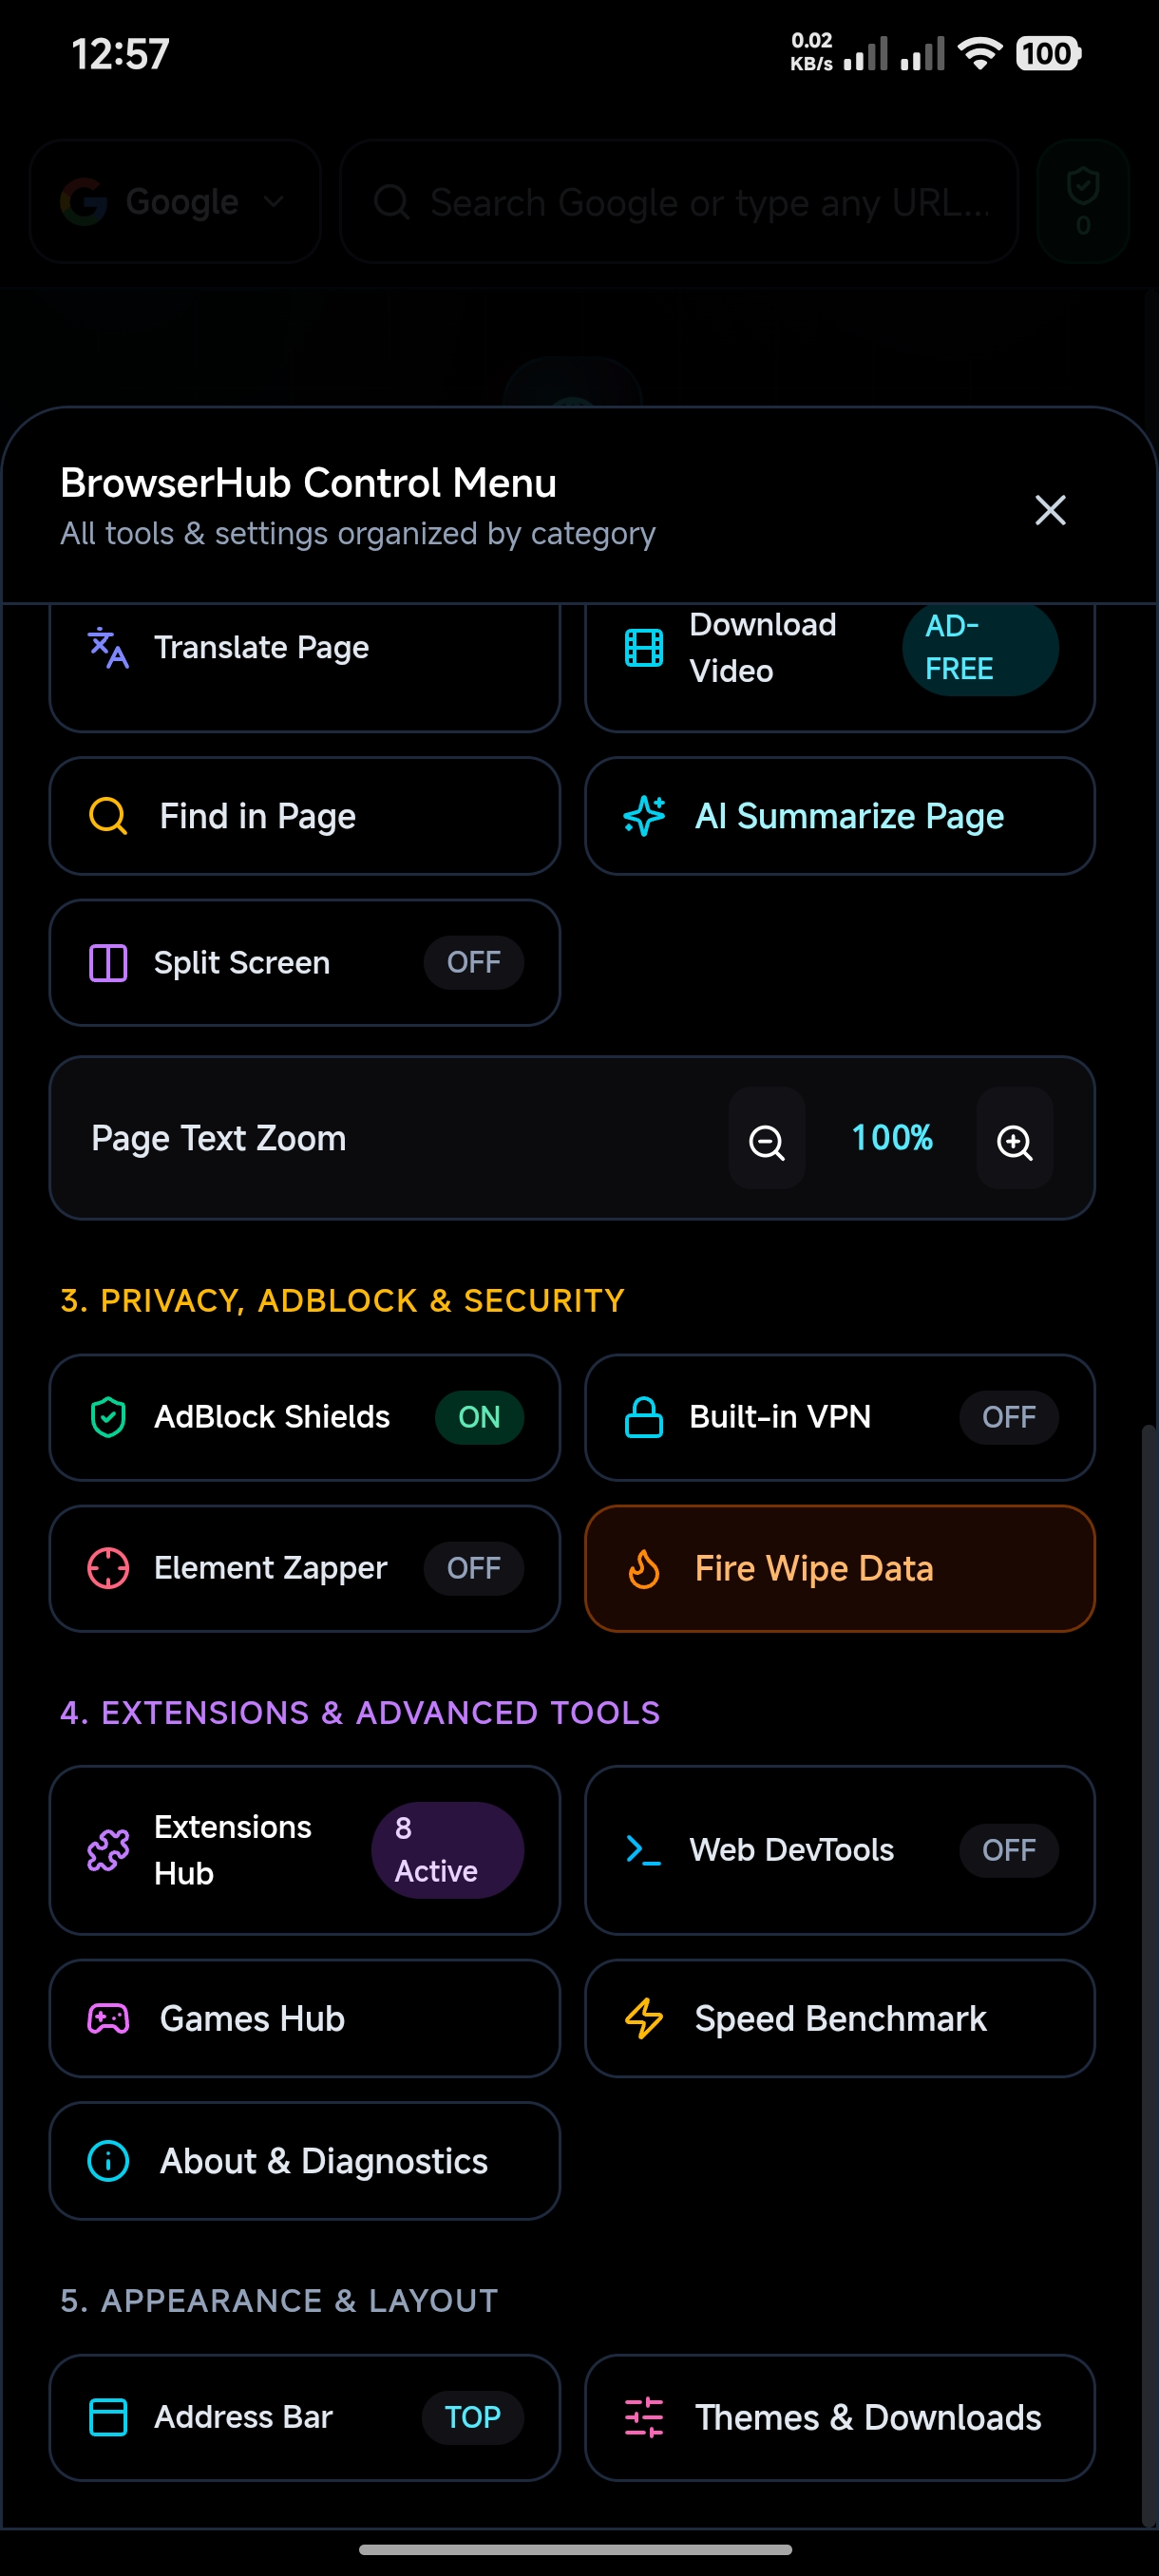 12:57
0.02
KB/s
100
Google
Search Google or type any URL...
0
BrowserHub Control Menu
All tools & settings organized by category
Translate Page
Download
Video
AD-
FREE
Find in Page
AI Summarize Page
Split Screen
OFF
Page Text Zoom
100%
3. PRIVACY, ADBLOCK & SECURITY
AdBlock Shields
ON
Built-in VPN
OFF
Element Zapper
OFF
Fire Wipe Data
4. EXTENSIONS & ADVANCED TOOLS
Extensions
Hub
8
Active
Web DevTools
OFF
Games Hub
Speed Benchmark
About & Diagnostics
5. APPEARANCE & LAYOUT
Address Bar
TOP
Themes & Downloads